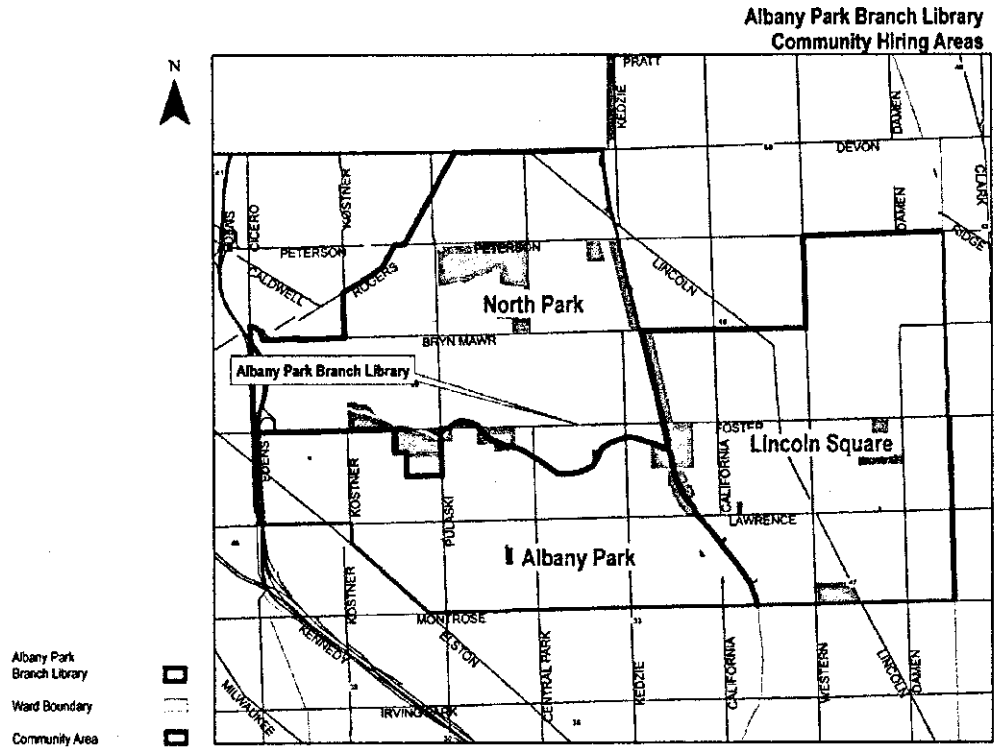 Albany Park Branch Library
Community Hiring Areas
N
PRATT
KEDZIE
DAMEN
DEVON
CLARK
KOSTNER
CICERO
DAMEN
RIDGE
PETERSON
PETERSON
CALDWELL
ROGERS
LINCOLN
North Park
BRYN MAWR
Albany Park Branch Library
FOSTER
Lincoln Square
EDENS
KOSTNER
PULASKI
CALIFORNIA
LAWRENCE
Albany Park
KOSTNER
MONTROSE
KENNEDY
ELSTON
CENTRAL PARK
KEDZIE
CALIFORNIA
WESTERN
LINCOLN
DAMEN
MILWAUKEE
IRVING PARK
Albany Park
Branch Library
Ward Boundary
Community Area